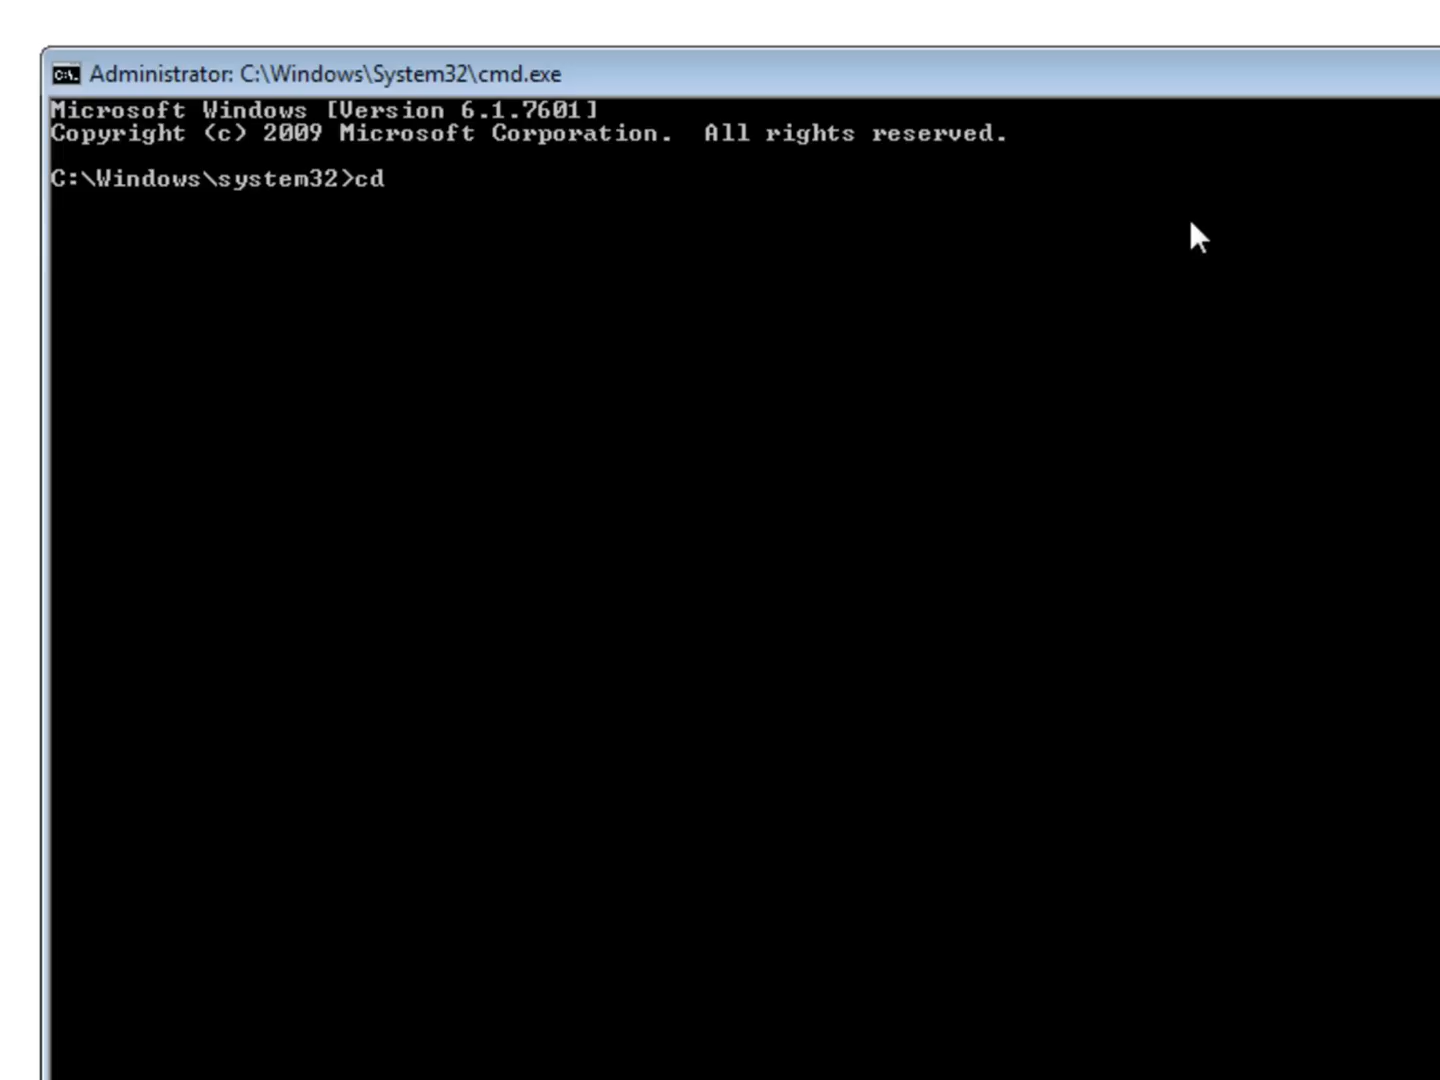 Administrator: C:\Windows\System32\cmd.exe
Microsoft Windows [Version 6.1.7601]
Copyright (c) 2009 Microsoft Corporation.  All rights reserved.
C:\Windows\system32>cd